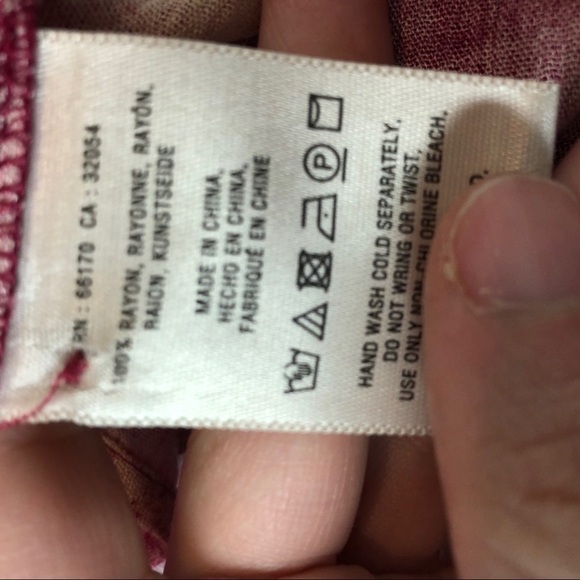 RN : 66170 CA : 32054
100% RAYON, RAYONNE, RAYÓN,
RAION, KUNSTSEIDE
MADE IN CHINA,
HECHO EN CHINA,
FABRIQUÉ EN CHINE
P
HAND WASH COLD SEPARATELY.
DO NOT WRING OR TWIST.
USE ONLY NON-CHLORINE BLEACH.